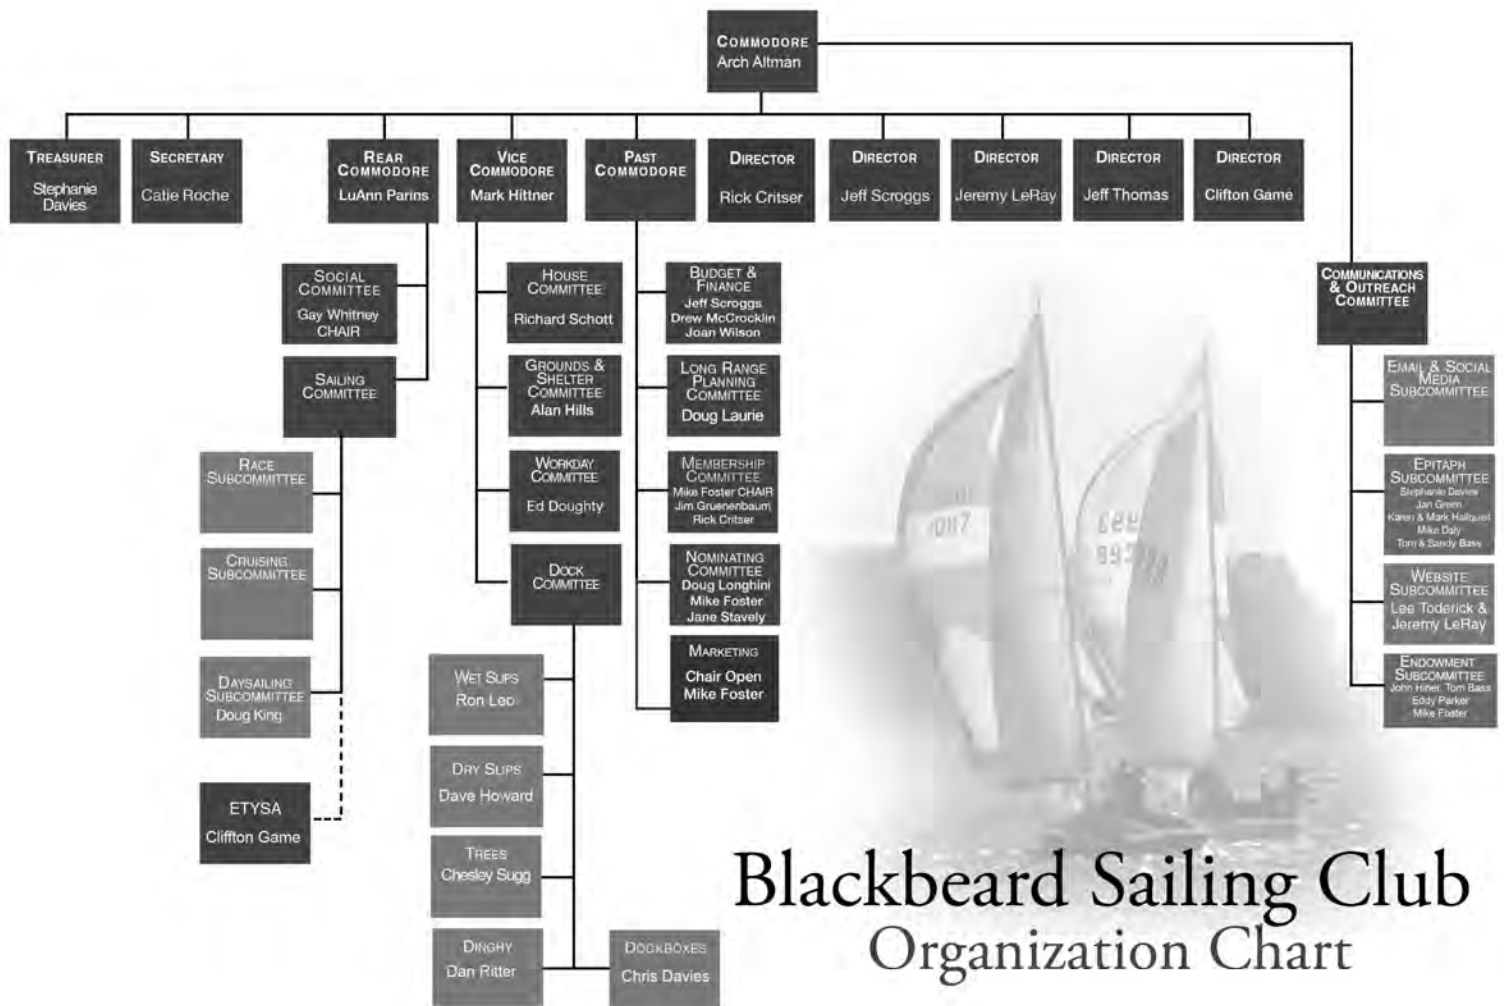 COMMODORE
Arch Altman
TREASURER
Stephanie
Davies
SECRETARY
Catie Roche
REAR
COMMODORE
LuAnn Parins
VICE
COMMODORE
Mark Hittner
PAST
COMMODORE
DIRECTOR
Rick Critser
DIRECTOR
Jeff Scroggs
DIRECTOR
Jeremy LeRay
DIRECTOR
Jeff Thomas
DIRECTOR
Clifton Game
SOCIAL
COMMITTEE
Gay Whitney
CHAIR
SAILING
COMMITTEE
RACE
SUBCOMMITTEE
CRUISING
SUBCOMMITTEE
DAYSAILING
SUBCOMMITTEE
Doug King
ETYSA
Cliffton Game
HOUSE
COMMITTEE
Richard Schott
GROUNDS &
SHELTER
COMMITTEE
Alan Hills
WORKDAY
COMMITTEE
Ed Doughty
DOCK
COMMITTEE
WET SLIPS
Ron Leo
DRY SLIPS
Dave Howard
TREES
Chesley Sugg
DINGHY
Dan Ritter
DOCKBOXES
Chris Davies
BUDGET &
FINANCE
Jeff Scroggs
Drew McCrocklin
Joan Wilson
LONG RANGE
PLANNING
COMMITTEE
Doug Laurie
MEMBERSHIP
COMMITTEE
Mike Foster CHAIR
Jim Gruenenbaum
Rick Critser
NOMINATING
COMMITTEE
Doug Longhini
Mike Foster
Jane Stavely
MARKETING
Chair Open
Mike Foster
COMMUNICATIONS
& OUTREACH
COMMITTEE
EMAIL & SOCIAL
MEDIA
SUBCOMMITTEE
EPITAPH
SUBCOMMITTEE
Stephanie Davies
Jan Green
Karen & Mark Hallquist
Mike Daly
Tom & Sandy Bass
WEBSITE
SUBCOMMITTEE
Lee Toderick &
Jeremy LeRay
ENDOWMENT
SUBCOMMITTEE
John Hiner, Tom Bass
Eddy Parker
Mike Foster
Blackbeard Sailing Club
Organization Chart